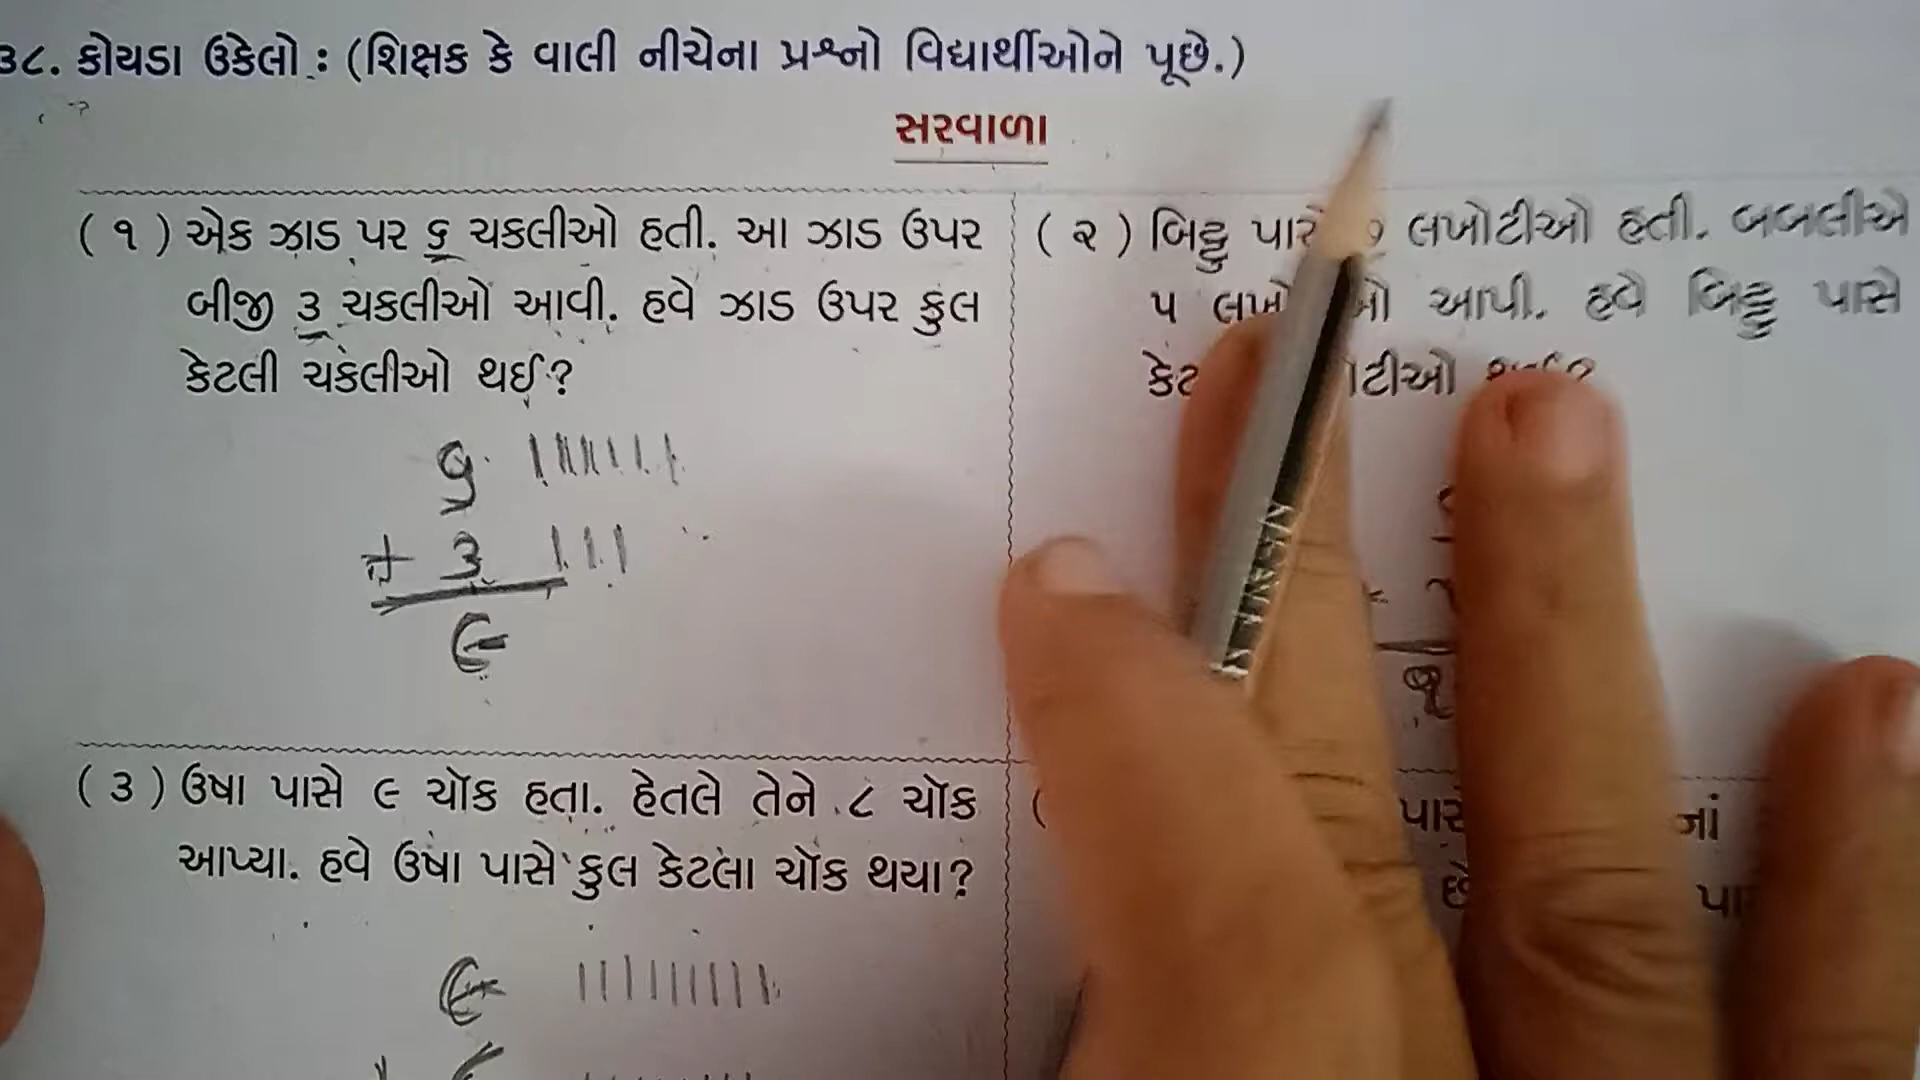 ૩૮. કોયડા ઉકેલો : (શિક્ષક કે વાલી નીચેના પ્રશ્નો વિદ્યાર્થીઓને પૂછે.)
સરવાળા
(૧) એક ઝાડ પર ૬ ચકલીઓ હતી. આ ઝાડ ઉપર
બીજી ૩ ચકલીઓ આવી. હવે ઝાડ ઉપર કુલ
કેટલી ચકલીઓ થઈ?
૬
+ ૩
૯
(૨) બિટ્ટુ લખોટીઓ હતી. બબલીએ
૫ આપી. હવે બિટ્ટુ પાસે
(૩) ઉષા પાસે ૯ ચૉક હતા. હેતલે તેને ૮ ચૉક
આપ્યા. હવે ઉષા પાસે કુલ કેટલા ચૉક થયા?
૯